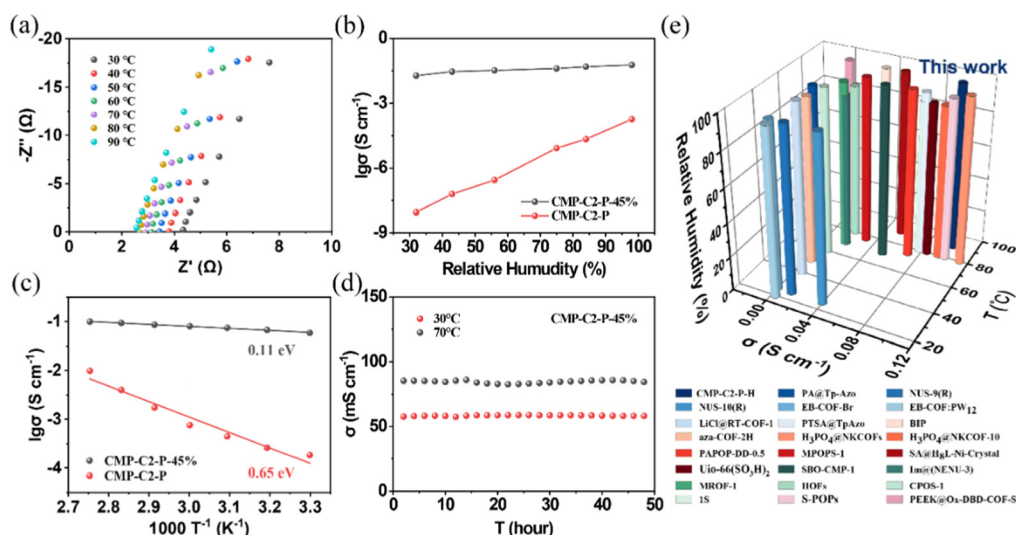 (a)
-20
-15
-10
-5
0
-Z'' (Ω)
30 °C
40 °C
50 °C
60 °C
70 °C
80 °C
90 °C
0 2 4 6 8 10
Z' (Ω)
(b)
0
-3
-6
-9
lgσ (S cm⁻¹)
CMP-C2-P-45%
CMP-C2-P
30 40 50 60 70 80 90 100
Relative Humudity (%)
(c)
-1
-2
-3
-4
lgσ (S cm⁻¹)
0.11 eV
0.65 eV
CMP-C2-P-45%
CMP-C2-P
2.7 2.8 2.9 3.0 3.1 3.2 3.3
1000 T⁻¹ (K⁻¹)
(d)
150
100
50
0
σ (mS cm⁻¹)
30°C
70°C
CMP-C2-P-45%
0 10 20 30 40 50
T (hour)
(e)
This work
100
80
60
40
20
0
Relative Humidity (%)
0.00
0.04
0.08
0.12
σ (S cm⁻¹)
20
40
60
80
100
T(°C)
CMP-C2-P-H PA@Tp-Azo NUS-9(R)
NUS-10(R) EB-COF-Br EB-COF:PW₁₂
LiCl@RT-COF-1 PTSA@TpAzo BIP
aza-COF-2H H₃PO₄@NKCOFs H₃PO₄@NKCOF-10
PAPOP-DD-0.5 MPOPS-1 SA@H₈L-Ni-Crystal
Uio-66(SO₃H)₂ SBO-CMP-1 Im@(NENU-3)
MROF-1 HOFs CPOS-1
1S S-POPs PEEK@Ox-DBD-COF-S